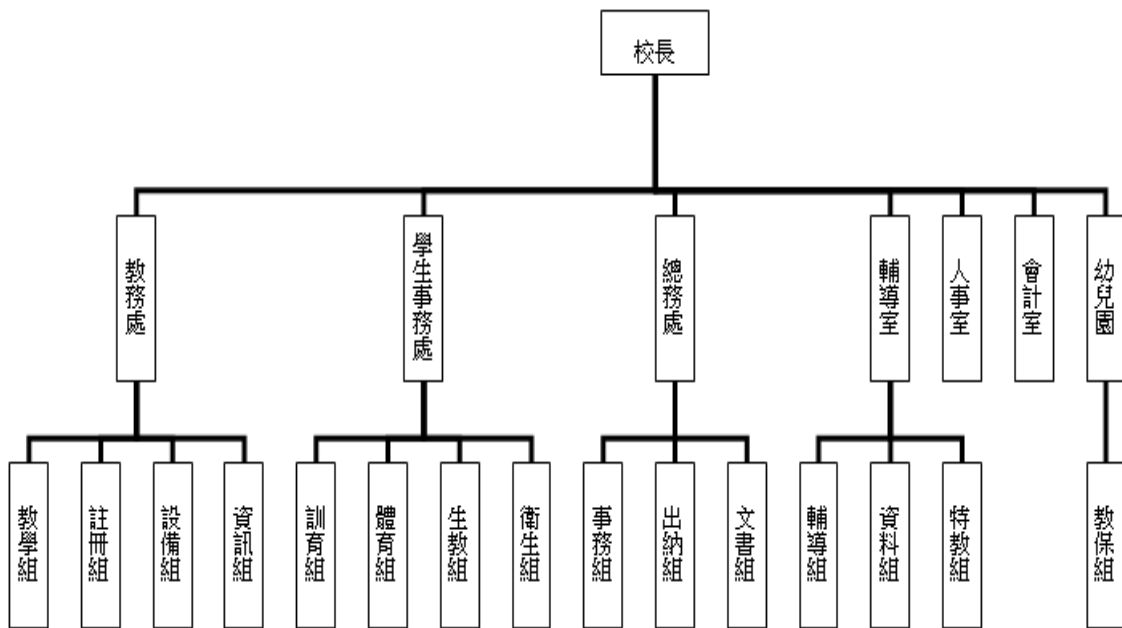 校長
教務處
學生事務處
總務處
輔導室
人事室
會計室
幼兒園
教學組
註冊組
設備組
資訊組
訓育組
體育組
生教組
衛生組
事務組
出納組
文書組
輔導組
資料組
特教組
教保組